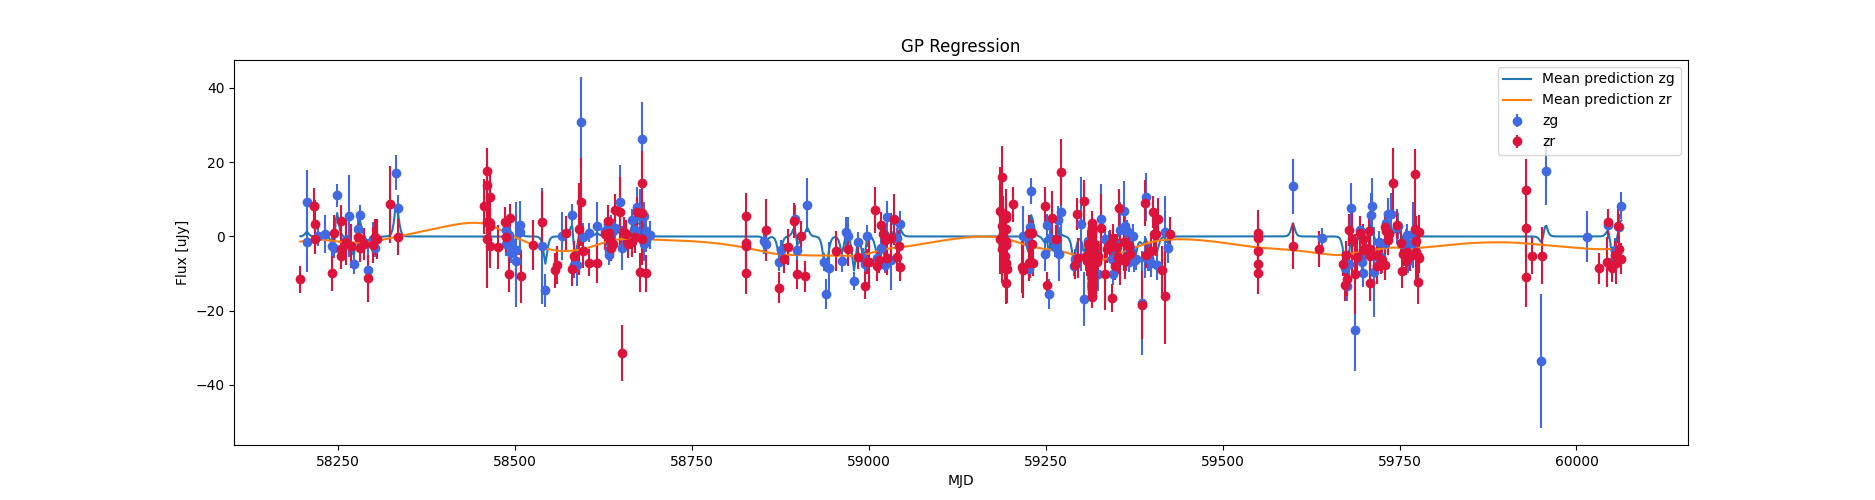 GP Regression
Mean prediction zg
Mean prediction zr
zg
zr
Flux [uJy]
40
20
0
−20
−40
58250
58500
58750
59000
59250
59500
59750
60000
MJD